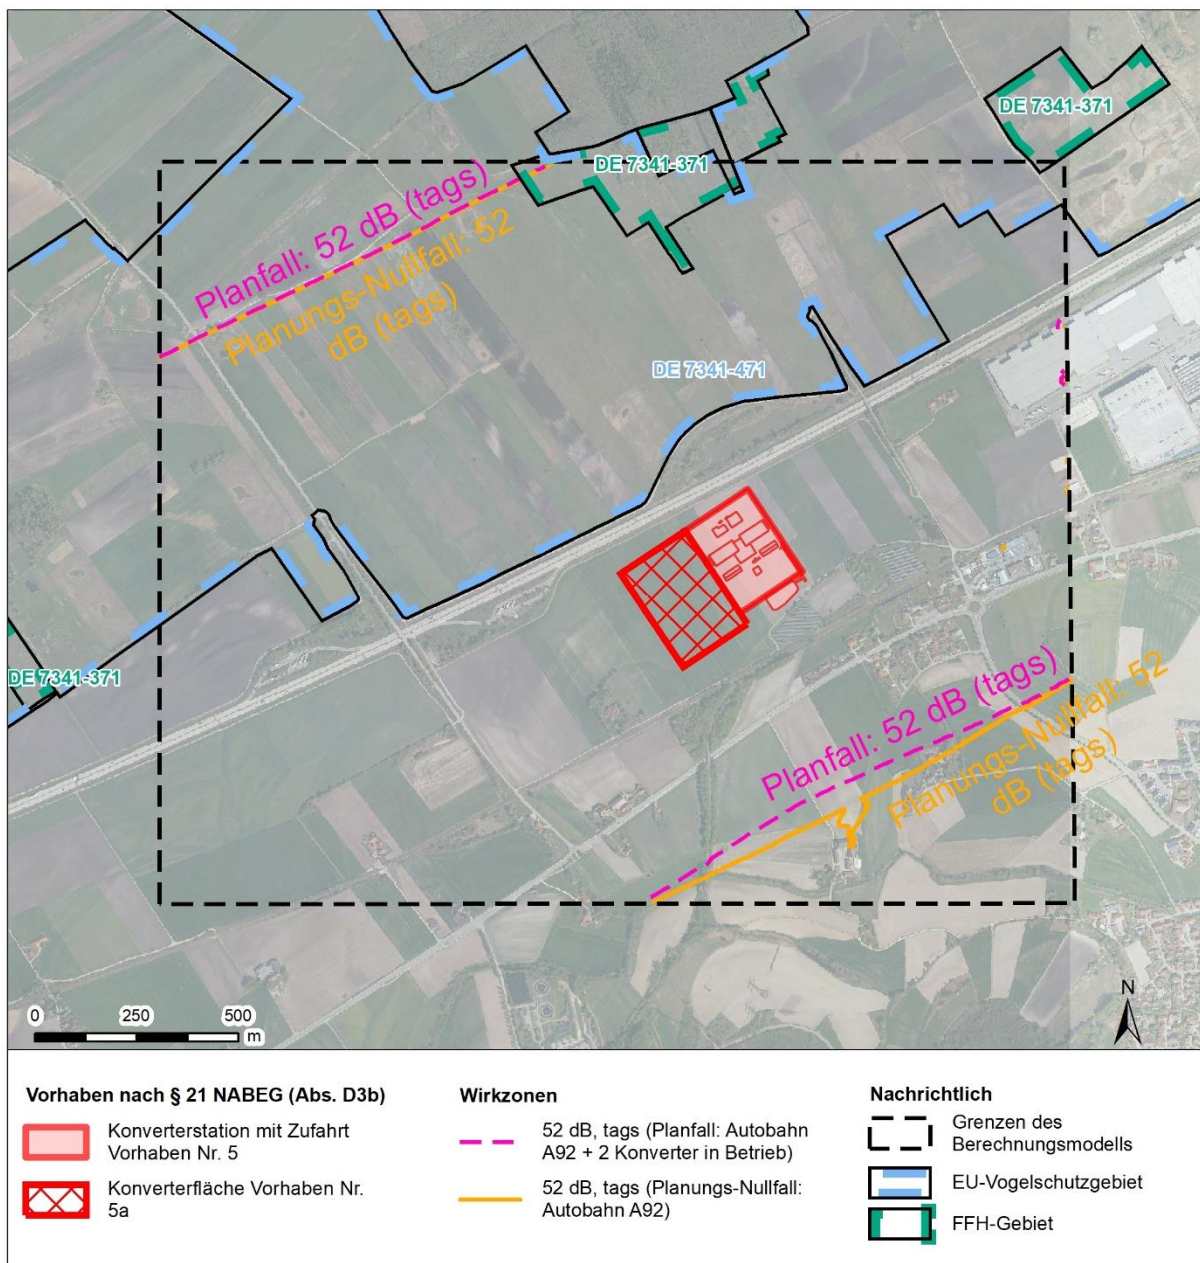 DE 7341-371
DE 7341-371
Planfall: 52 dB (tags)
Planungs-Nullfall: 52
dB (tags)
DE 7341-471
DE 7341-371
Planfall: 52 dB (tags)
Planungs-Nullfall: 52
dB (tags)
N
0 250 500
m
Vorhaben nach § 21 NABEG (Abs. D3b)
Konverterstation mit Zufahrt
Vorhaben Nr. 5
Konverterfläche Vorhaben Nr.
5a
Wirkzonen
52 dB, tags (Planfall: Autobahn
A92 + 2 Konverter in Betrieb)
52 dB, tags (Planungs-Nullfall:
Autobahn A92)
Nachrichtlich
Grenzen des
Berechnungsmodells
EU-Vogelschutzgebiet
FFH-Gebiet